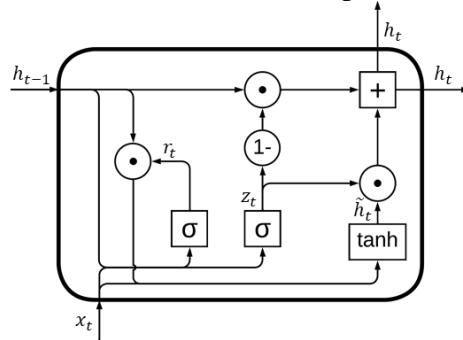 h_t
h_{t-1}
h_t
+
1-
r_t
z_t
h̃_t
σ
σ
tanh
x_t